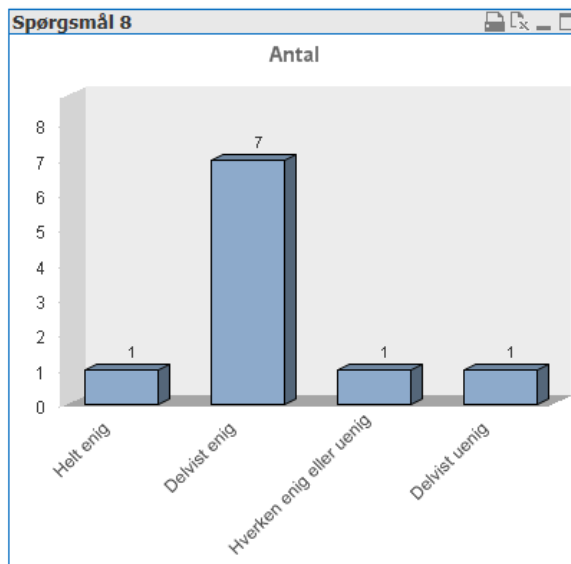 Spørgsmål 8
Antal
8
7
6
5
4
3
2
1
0
1
7
1
1
Helt enig
Delvist enig
Hverken enig eller uenig
Delvist uenig